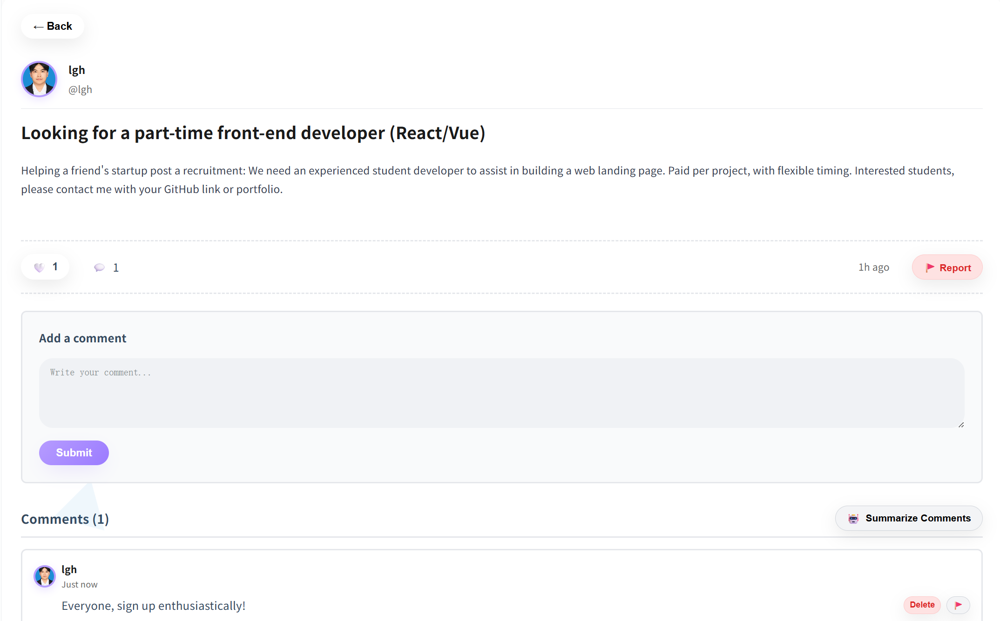 ← Back
lgh
@lgh
Looking for a part-time front-end developer (React/Vue)
Helping a friend's startup post a recruitment: We need an experienced student developer to assist in building a web landing page. Paid per project, with flexible timing. Interested students,
please contact me with your GitHub link or portfolio.
1 1 1h ago Report
Add a comment
Write your comment...
Submit
Comments (1) Summarize Comments
lgh
Just now
Everyone, sign up enthusiastically! Delete